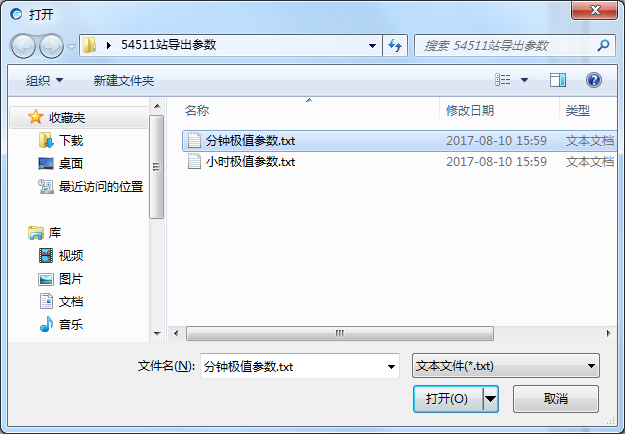 打开
54511站导出参数
搜索 54511站导出参数
组织
新建文件夹
名称
修改日期
类型
收藏夹
下载
桌面
最近访问的位置
库
视频
图片
文档
音乐
分钟极值参数.txt
2017-08-10 15:59
文本文档
小时极值参数.txt
2017-08-10 15:59
文本文档
文件名(N):
分钟极值参数.txt
文本文件(*.txt)
打开(O)
取消